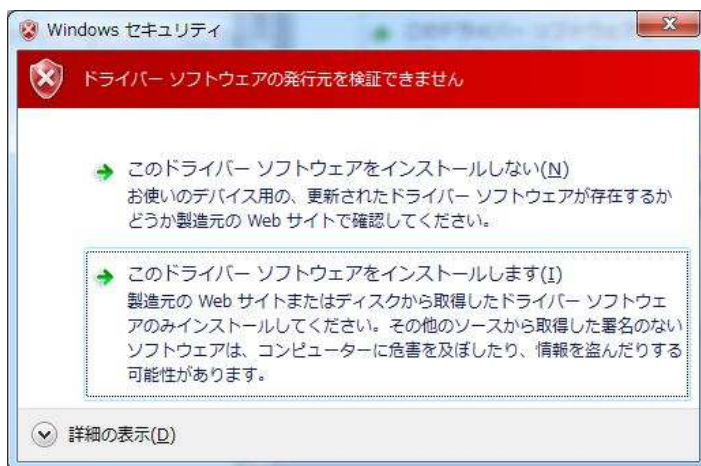 Windows セキュリティ
ドライバー ソフトウェアの発行元を検証できません
このドライバー ソフトウェアをインストールしない(N)
お使いのデバイス用の、更新されたドライバー ソフトウェアが存在するか
どうか製造元の Web サイトで確認してください。
このドライバー ソフトウェアをインストールします(I)
製造元の Web サイトまたはディスクから取得したドライバー ソフトウェ
アのみインストールしてください。その他のソースから取得した署名のない
ソフトウェアは、コンピューターに危害を及ぼしたり、情報を盗んだりする
可能性があります。
詳細の表示(D)